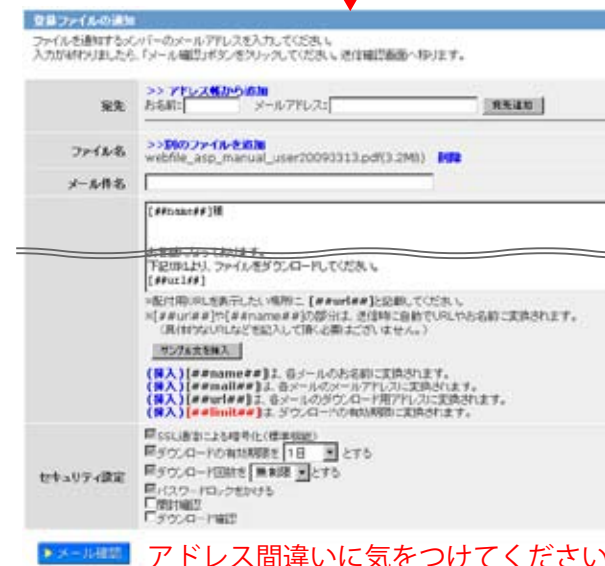 登録ファイルの通知
ファイルを通知するメンバーのメールアドレスを入力してください。
入力が終わりましたら、「メール確認」ボタンをクリックしてください。送信確認画面へ移ります。
>> アドレス帳から追加
宛先 お名前: メールアドレス: 宛先追加
>>別のファイルを追加
ファイル名 webfile_asp_manual_user20093313.pdf(3.2MB) 削除
メール件名
[##name##]様
お世話になっております。
下記URLより、ファイルをダウンロードしてください。
[##url##]
※配付用URLを表示したい場所に [##url##]と記載してください。
※[##url##]や[##name##]の部分は、送信時に自動でURLやお名前に変換されます。
(具体的なURLなどを記入して頂く必要はございません。)
サンプル文を挿入
(挿入)[##name##]は、各メールのお名前に変換されます。
(挿入)[##mail##]は、各メールのメールアドレスに変換されます。
(挿入)[##url##]は、各メールのダウンロード用アドレスに変換されます。
(挿入)[##limit##]は、ダウンロードの有効期限に変換されます。
セキュリティ設定
SSL通信による暗号化(標準機能)
ダウンロードの有効期限を 1日 とする
ダウンロード回数を 無制限 とする
パスワードロックをかける
開封確認
ダウンロード確認
メール確認 アドレス間違いに気をつけてください